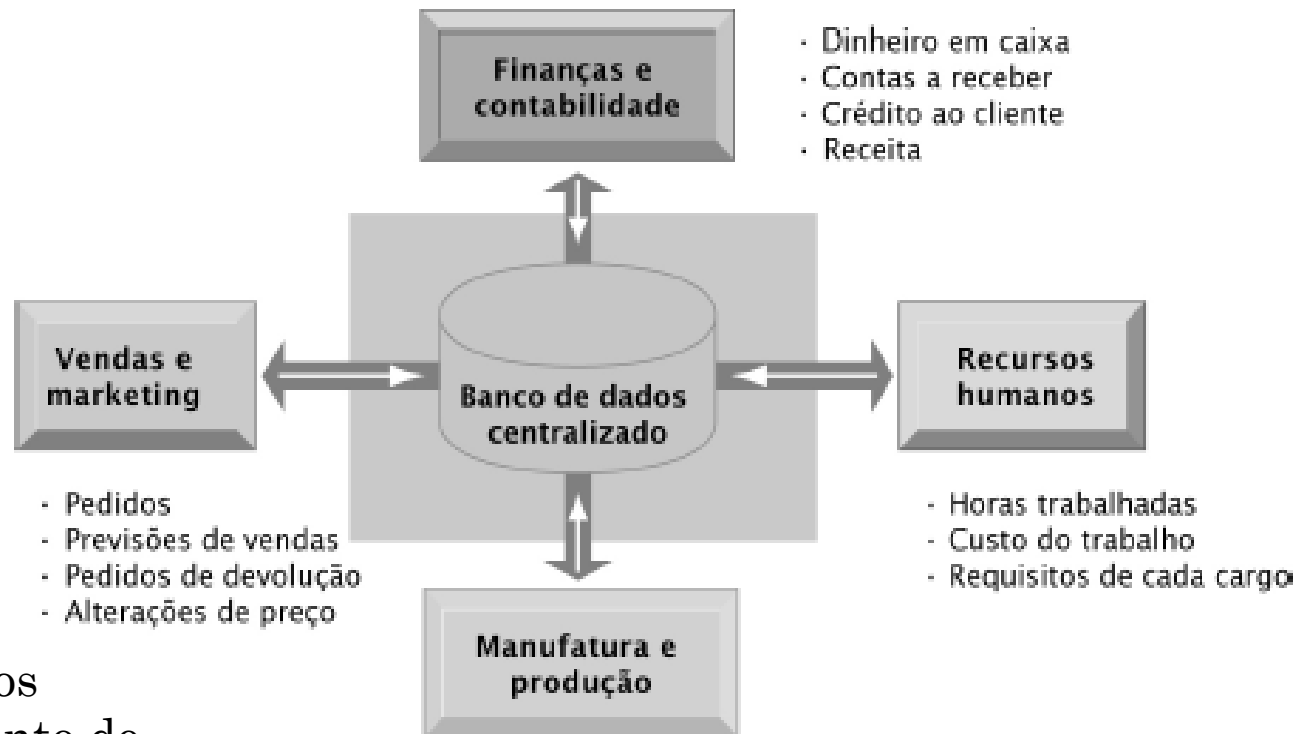 Finanças e
contabilidade
- Dinheiro em caixa
- Contas a receber
- Crédito ao cliente
- Receita
Vendas e
marketing
Banco de dados
centralizado
Recursos
humanos
- Pedidos
- Previsões de vendas
- Pedidos de devolução
- Alterações de preço
- Horas trabalhadas
- Custo do trabalho
- Requisitos de cada cargo
Manufatura e
produção
os